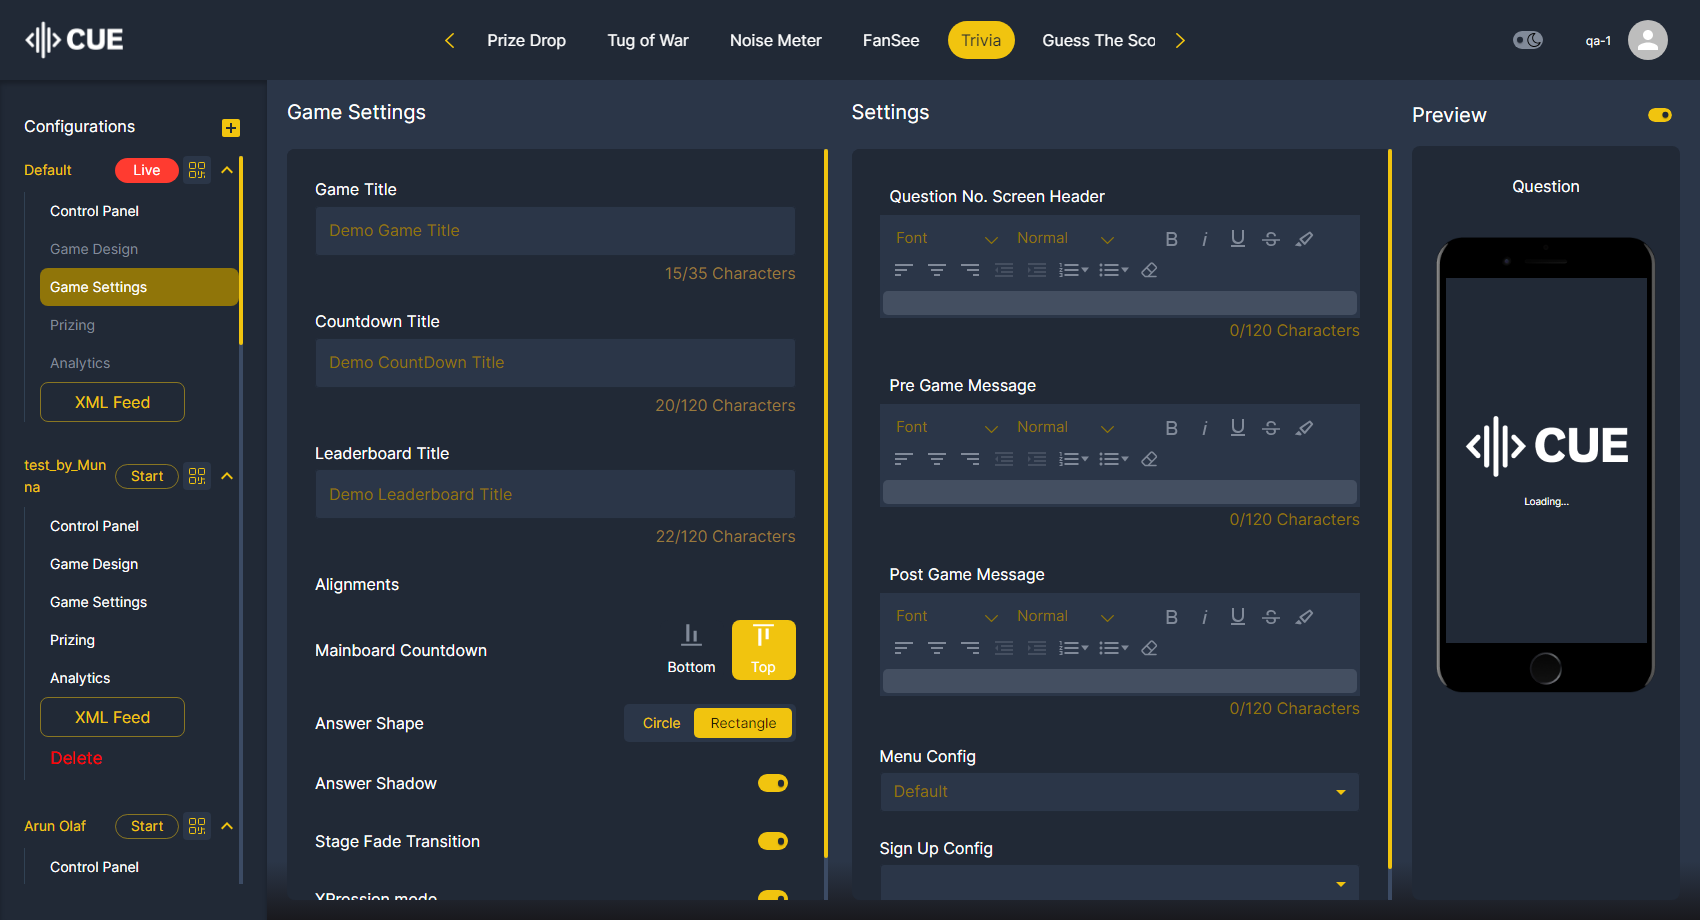 CUE
Prize Drop
Tug of War
Noise Meter
FanSee
Trivia
Guess The Sco
qa-1
Configurations
Default
Live
Control Panel
Game Design
Game Settings
Prizing
Analytics
XML Feed
test_by_Mun
na
Start
Control Panel
Game Design
Game Settings
Prizing
Analytics
XML Feed
Delete
Arun Olaf
Start
Control Panel
Game Settings
Game Title
Demo Game Title
15/35 Characters
Countdown Title
Demo CountDown Title
20/120 Characters
Leaderboard Title
Demo Leaderboard Title
22/120 Characters
Alignments
Mainboard Countdown
Bottom
Top
Answer Shape
Circle
Rectangle
Answer Shadow
Stage Fade Transition
XPression mode
Settings
Question No. Screen Header
Font
Normal
B i U S
0/120 Characters
Pre Game Message
Font
Normal
B i U S
0/120 Characters
Post Game Message
Font
Normal
B i U S
0/120 Characters
Menu Config
Default
Sign Up Config
Preview
Question
CUE
Loading...